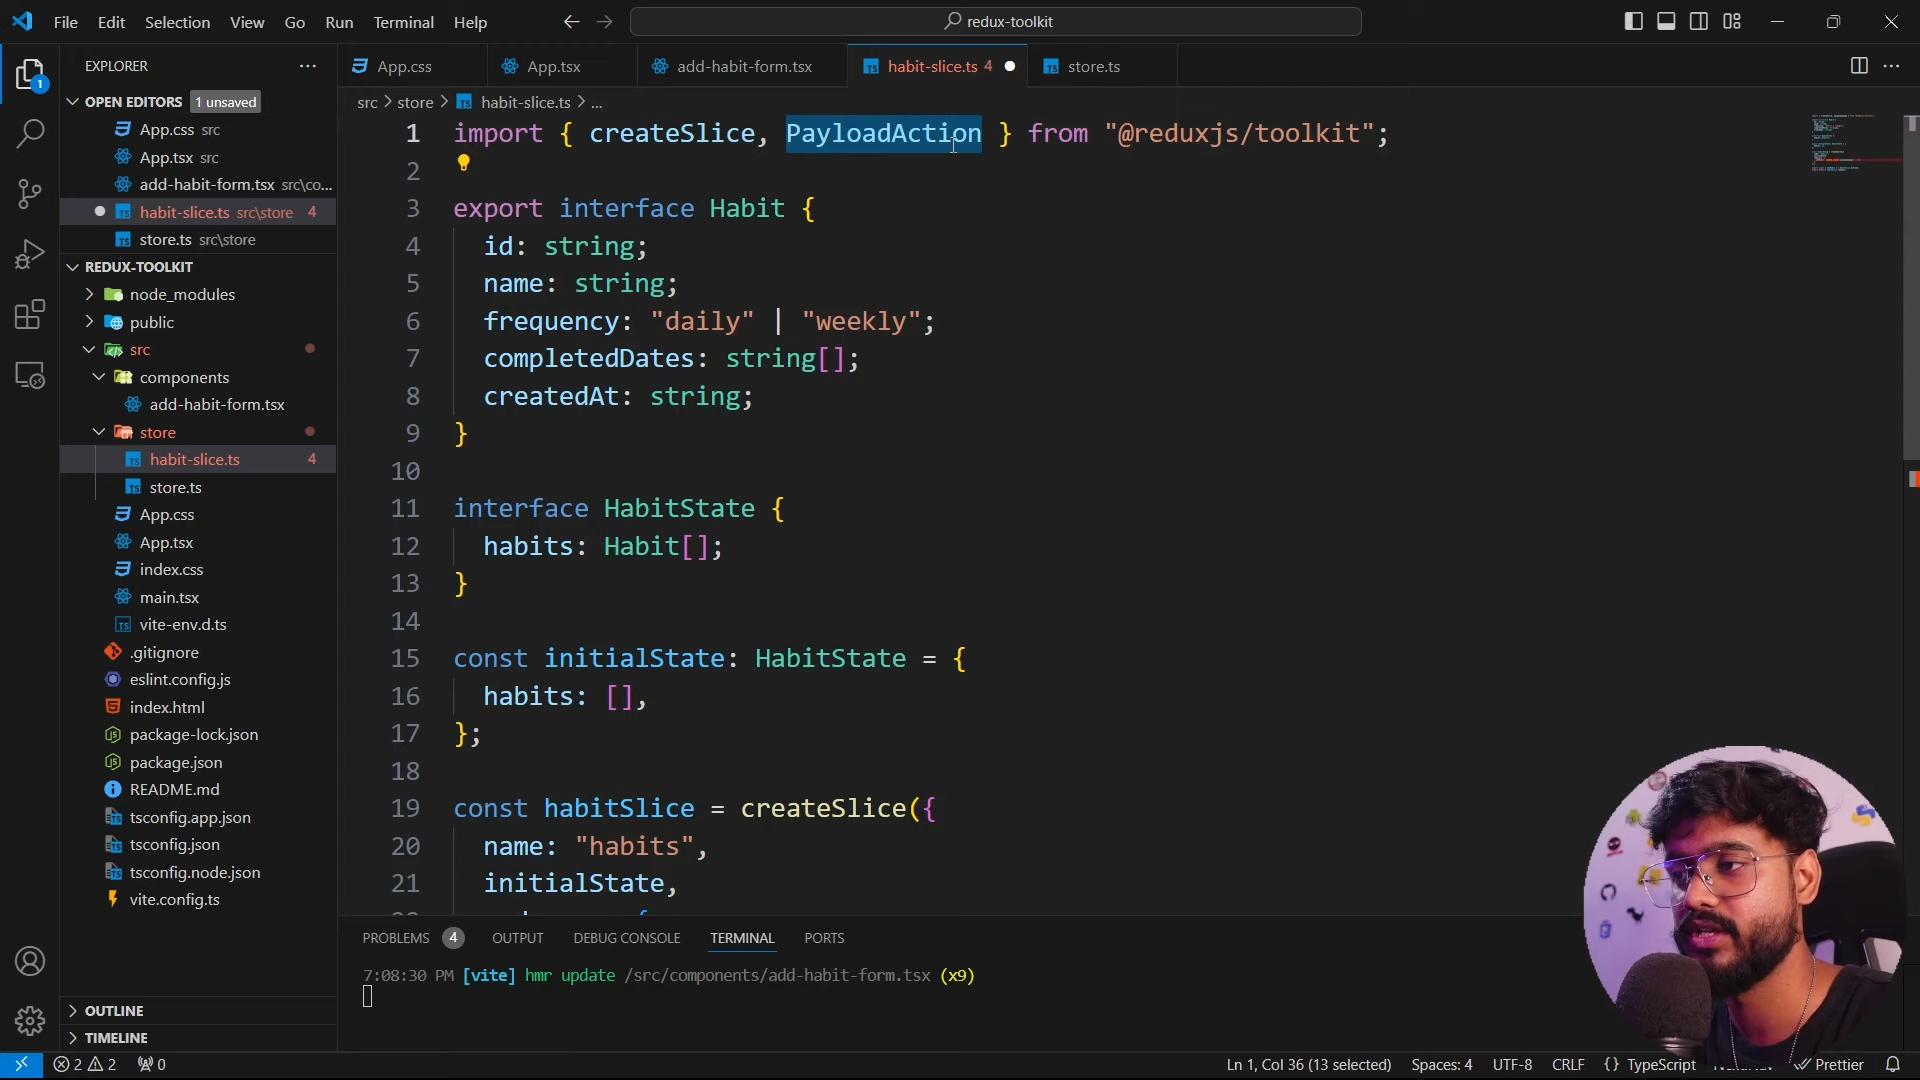 File Edit Selection View Go Run Terminal Help
redux-toolkit
EXPLORER
OPEN EDITORS 1 unsaved
App.css src
App.tsx src
add-habit-form.tsx src\co...
habit-slice.ts src\store 4
store.ts src\store
REDUX-TOOLKIT
node_modules
public
src
components
add-habit-form.tsx
store
habit-slice.ts 4
store.ts
App.css
App.tsx
index.css
main.tsx
vite-env.d.ts
.gitignore
eslint.config.js
index.html
package-lock.json
package.json
README.md
tsconfig.app.json
tsconfig.json
tsconfig.node.json
vite.config.ts
OUTLINE
TIMELINE
App.css App.tsx add-habit-form.tsx habit-slice.ts 4 store.ts
src > store > habit-slice.ts > ...
1 import { createSlice, PayloadAction } from "@reduxjs/toolkit";
2
3 export interface Habit {
4 id: string;
5 name: string;
6 frequency: "daily" | "weekly";
7 completedDates: string[];
8 createdAt: string;
9 }
10
11 interface HabitState {
12 habits: Habit[];
13 }
14
15 const initialState: HabitState = {
16 habits: [],
17 };
18
19 const habitSlice = createSlice({
20 name: "habits",
21 initialState,
PROBLEMS 4 OUTPUT DEBUG CONSOLE TERMINAL PORTS
7:08:30 PM [vite] hmr update /src/components/add-habit-form.tsx (x9)
2 2 0
Ln 1, Col 36 (13 selected) Spaces: 4 UTF-8 CRLF {} TypeScript Prettier